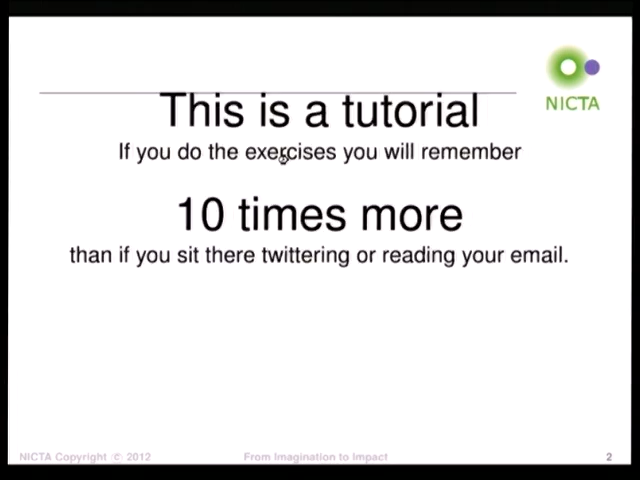 NICTA
This is a tutorial
If you do the exercises you will remember
10 times more
than if you sit there twittering or reading your email.
NICTA Copyright © 2012
From Imagination to Impact
2